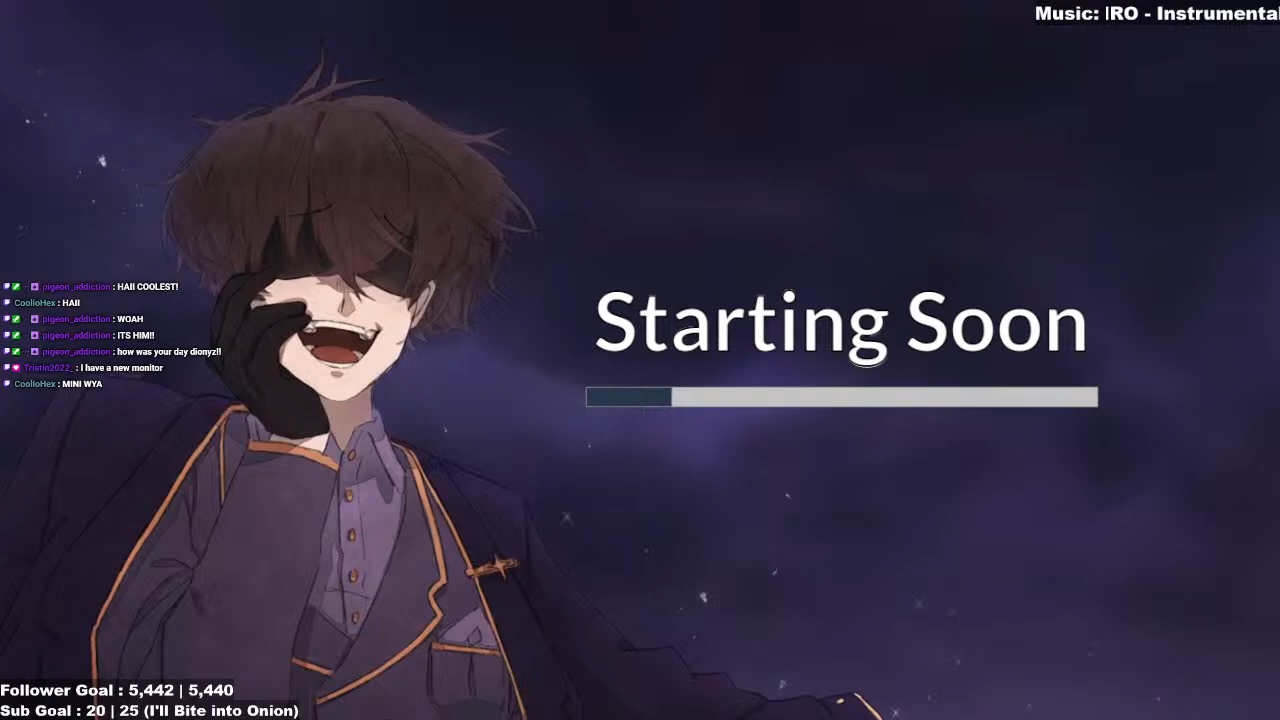 Music: IRO - Instrumental
pigeon_addiction : HAII COOLEST!
CoolloHex : HAII
pigeon_addiction : WOAH
pigeon_addiction : ITS HIM!!
pigeon_addiction : how was your day dionyz!!
Tristin2022_ : I have a new monitor
CoolloHex : MINI WYA
Starting Soon
Follower Goal : 5,442 | 5,440
Sub Goal : 20 | 25 (I'll Bite into Onion)